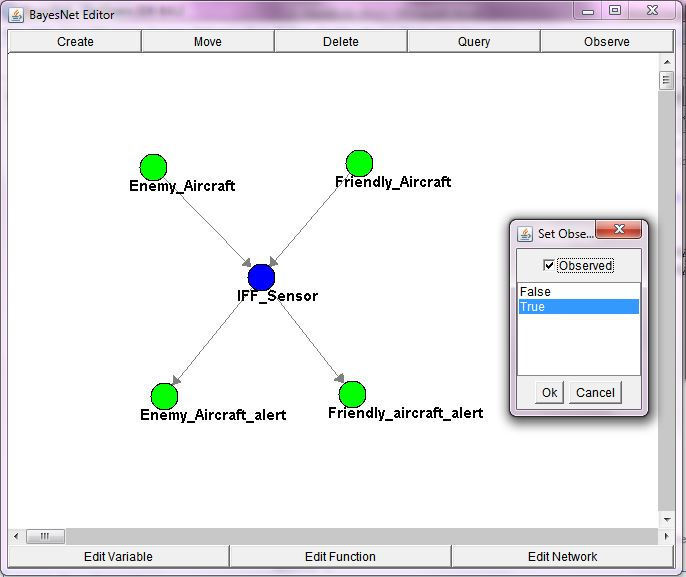 BayesNet Editor
Create Move Delete Query Observe
Enemy_Aircraft
Friendly_Aircraft
IFF_Sensor
Enemy_Aircraft_alert
Friendly_aircraft_alert
Set Obse...
Observed
False
True
Ok Cancel
Edit Variable Edit Function Edit Network